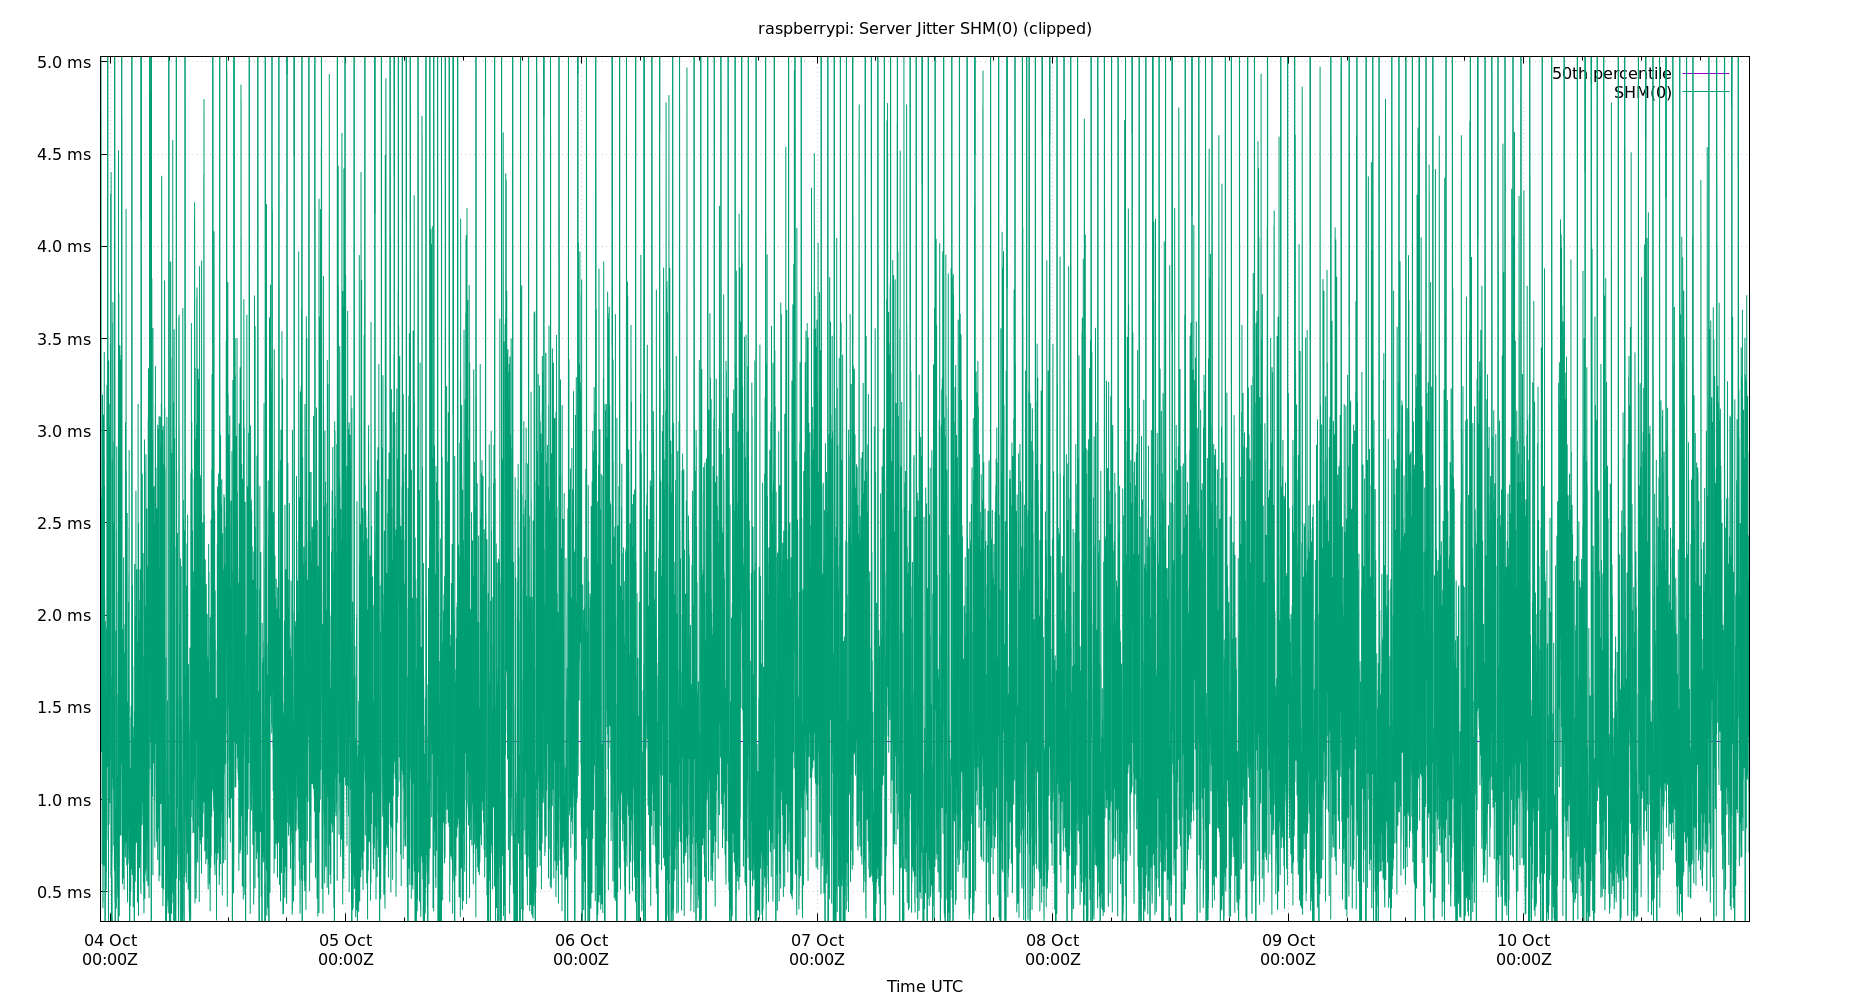 raspberrypi: Server Jitter SHM(0) (clipped)
5.0 ms
50th percentile
SHM(0)
4.5 ms
4.0 ms
3.5 ms
3.0 ms
2.5 ms
2.0 ms
1.5 ms
1.0 ms
0.5 ms
04 Oct 05 Oct 06 Oct 07 Oct 08 Oct 09 Oct 10 Oct
00:00Z 00:00Z 00:00Z 00:00Z 00:00Z 00:00Z 00:00Z
Time UTC